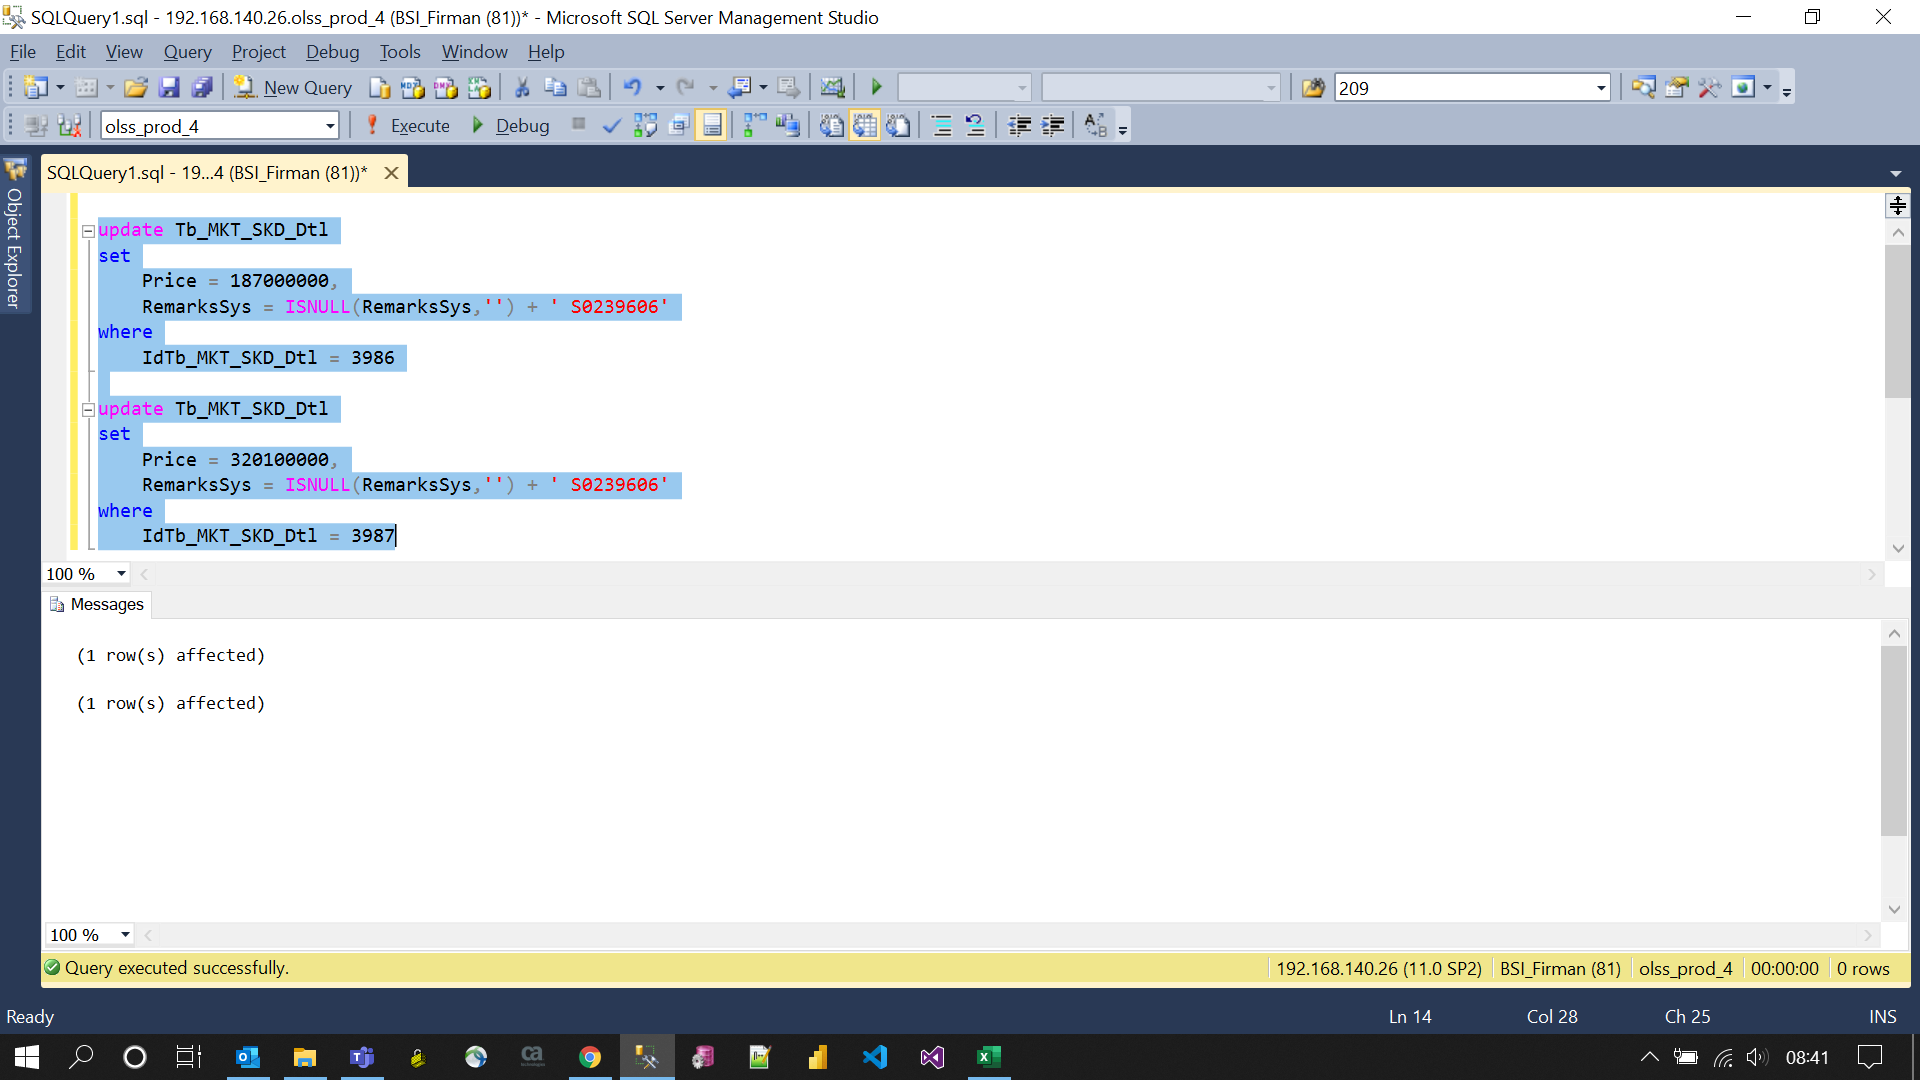 SQLQuery1.sql - 192.168.140.26.olss_prod_4 (BSI_Firman (81))* - Microsoft SQL Server Management Studio
File Edit View Query Project Debug Tools Window Help
New Query 209
olss_prod_4 Execute Debug
SQLQuery1.sql - 19...4 (BSI_Firman (81))*
Object Explorer
update Tb_MKT_SKD_Dtl
set
Price = 187000000,
RemarksSys = ISNULL(RemarksSys,'') + ' S0239606'
where
IdTb_MKT_SKD_Dtl = 3986
update Tb_MKT_SKD_Dtl
set
Price = 320100000,
RemarksSys = ISNULL(RemarksSys,'') + ' S0239606'
where
IdTb_MKT_SKD_Dtl = 3987
100 %
Messages
(1 row(s) affected)
(1 row(s) affected)
100 %
Query executed successfully. 192.168.140.26 (11.0 SP2) BSI_Firman (81) olss_prod_4 00:00:00 0 rows
Ready Ln 14 Col 28 Ch 25 INS
08:41